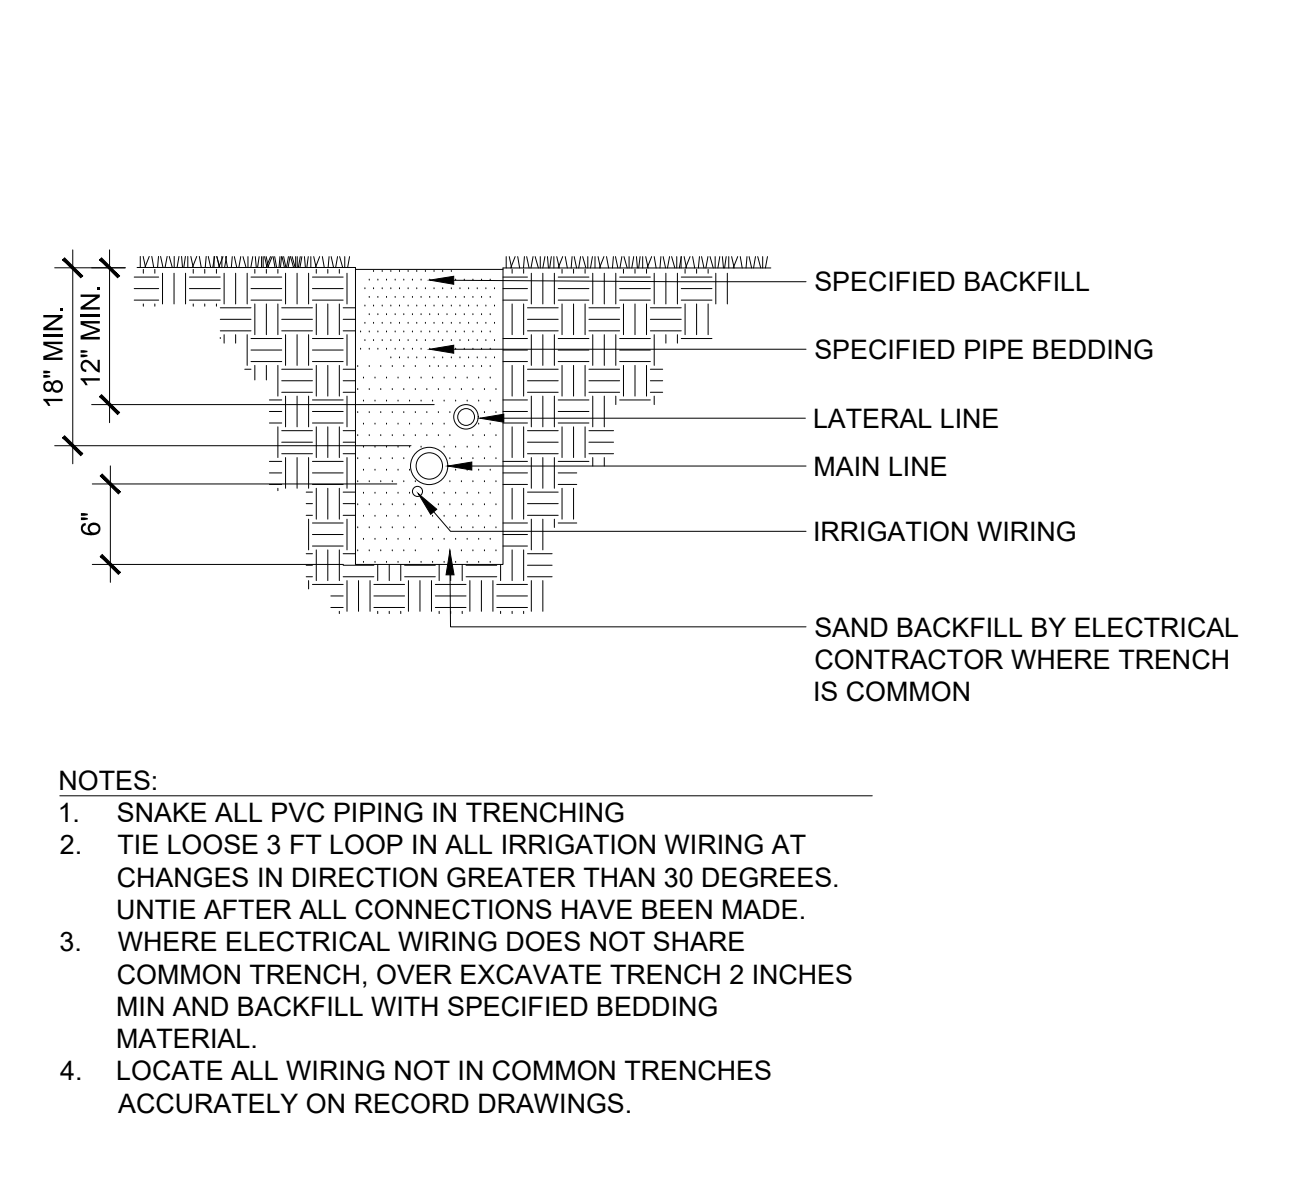 SPECIFIED BACKFILL
SPECIFIED PIPE BEDDING
LATERAL LINE
MAIN LINE
IRRIGATION WIRING
SAND BACKFILL BY ELECTRICAL
CONTRACTOR WHERE TRENCH
IS COMMON
18" MIN.
12" MIN.
6"
NOTES:
1. SNAKE ALL PVC PIPING IN TRENCHING
2. TIE LOOSE 3 FT LOOP IN ALL IRRIGATION WIRING AT
CHANGES IN DIRECTION GREATER THAN 30 DEGREES.
UNTIE AFTER ALL CONNECTIONS HAVE BEEN MADE.
3. WHERE ELECTRICAL WIRING DOES NOT SHARE
COMMON TRENCH, OVER EXCAVATE TRENCH 2 INCHES
MIN AND BACKFILL WITH SPECIFIED BEDDING
MATERIAL.
4. LOCATE ALL WIRING NOT IN COMMON TRENCHES
ACCURATELY ON RECORD DRAWINGS.